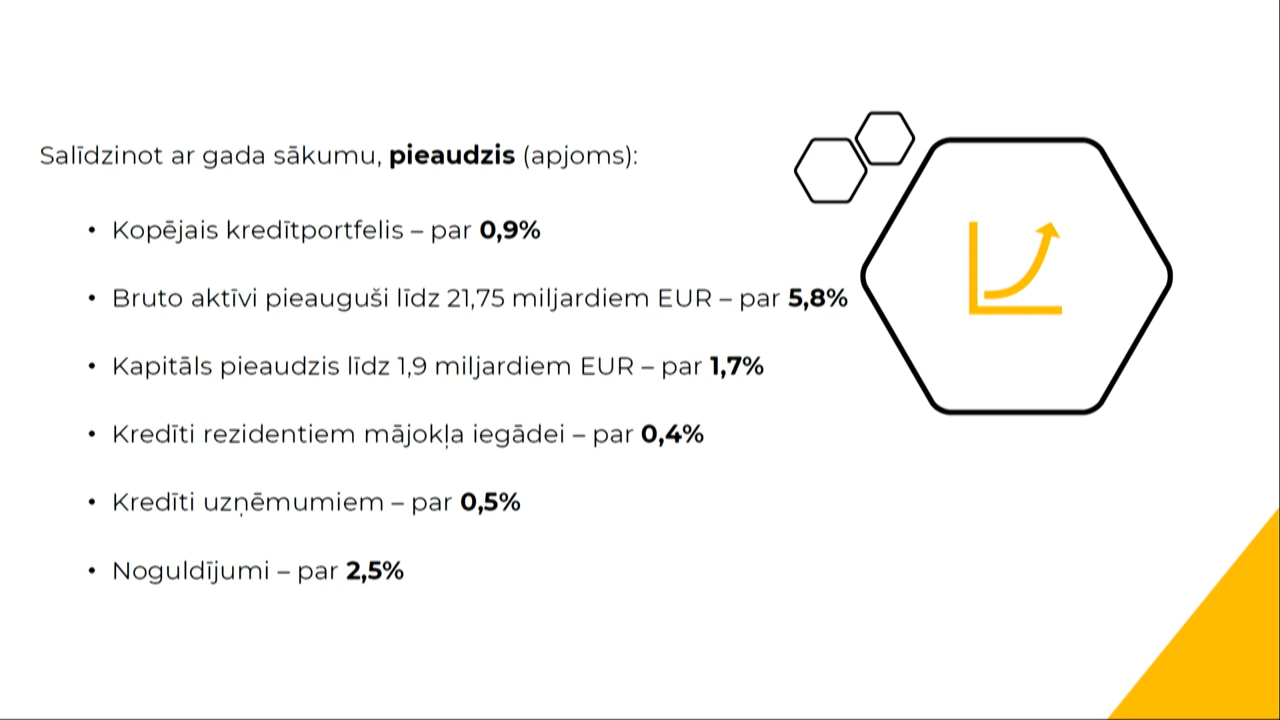 Salīdzinot ar gada sākumu, pieaudzis (apjoms):
• Kopējais kredītportfelis – par 0,9%
• Bruto aktīvi pieauguši līdz 21,75 miljardiem EUR – par 5,8%
• Kapitāls pieaudzis līdz 1,9 miljardiem EUR – par 1,7%
• Kredīti rezidentiem mājokļa iegādei – par 0,4%
• Kredīti uzņēmumiem – par 0,5%
• Noguldījumi – par 2,5%